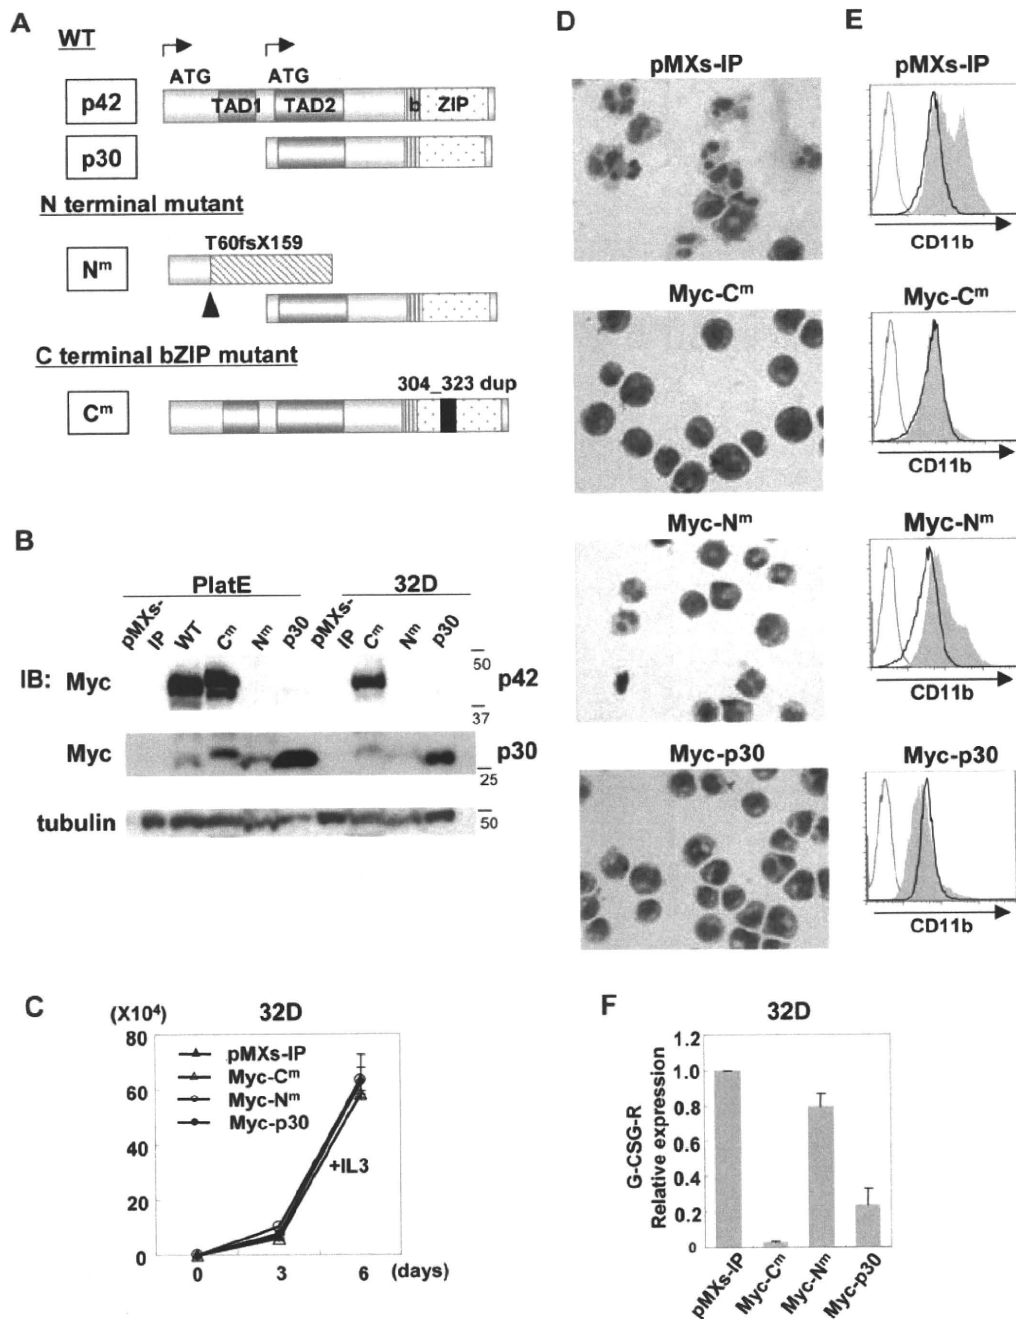 A
WT
ATG ATG
p42 TAD1 TAD2 b ZIP
p30
N terminal mutant
T60fsX159
Nᵐ
C terminal bZIP mutant
304_323 dup
Cᵐ
B
PlatE 32D
pMXs-IP WT Cᵐ Nᵐ p30 pMXs-IP Cᵐ Nᵐ p30
50
IB: Myc p42
37
Myc p30
25
tubulin 50
C
(X10⁴) 32D
80
pMXs-IP
Myc-Cᵐ
60
Myc-Nᵐ
Myc-p30
40
+IL3
20
0
0 3 6 (days)
D
pMXs-IP
Myc-Cᵐ
Myc-Nᵐ
Myc-p30
E
pMXs-IP
CD11b
Myc-Cᵐ
CD11b
Myc-Nᵐ
CD11b
Myc-p30
CD11b
F
32D
G-CSG-R
Relative expression
1.2
1.0
0.8
0.6
0.4
0.2
0
pMXs-IP Myc-Cᵐ Myc-Nᵐ Myc-p30